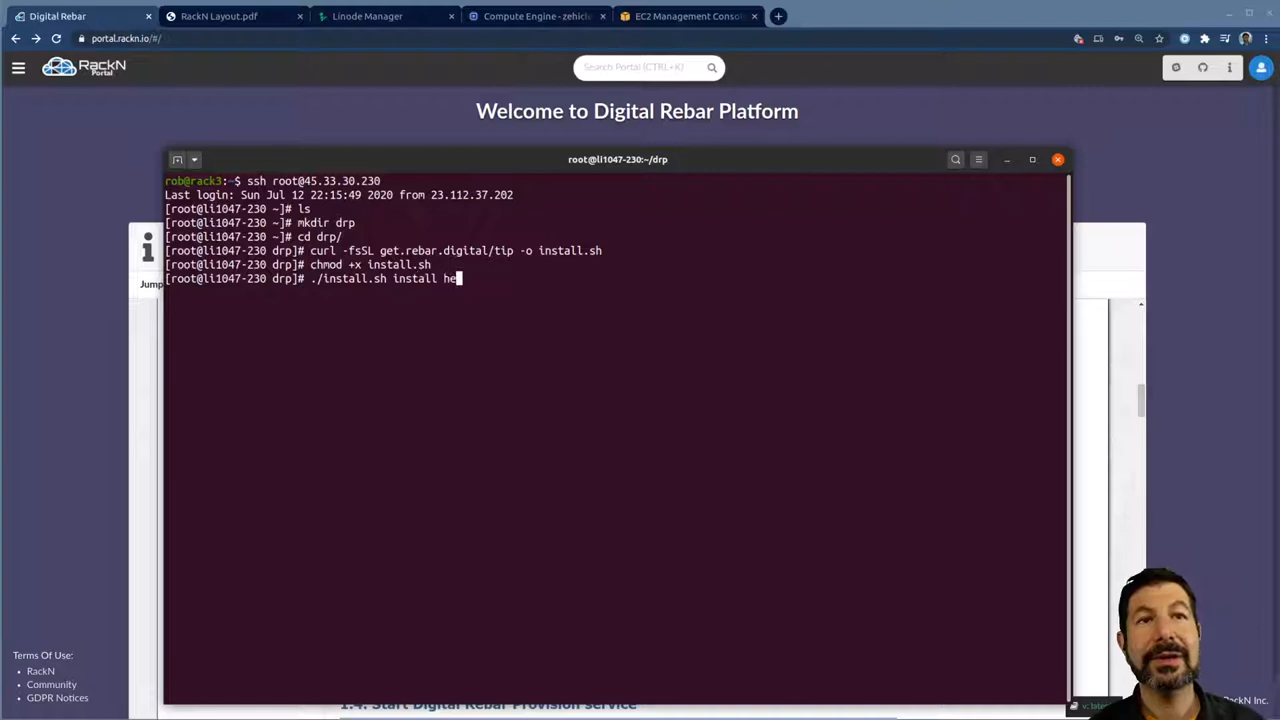 Digital Rebar
RackN Layout.pdf
Linode Manager
Compute Engine - zehicle
EC2 Management Conso
portal.rackn.io/#/
RackN
Portal
Search Portal (CTRL+K)
Welcome to Digital Rebar Platform
root@li1047-230:~/drp
rob@rack3:~$ ssh root@45.33.30.230
Last login: Sun Jul 12 22:15:49 2020 from 23.112.37.202
[root@li1047-230 ~]# ls
[root@li1047-230 ~]# mkdir drp
[root@li1047-230 ~]# cd drp/
[root@li1047-230 drp]# curl -fsSL get.rebar.digital/tip -o install.sh
[root@li1047-230 drp]# chmod +x install.sh
[root@li1047-230 drp]# ./install.sh install he
Jump
Terms Of Use:
RackN
Community
GDPR Notices
1.4. Start Digital Rebar Provision service
v: late
N Inc.